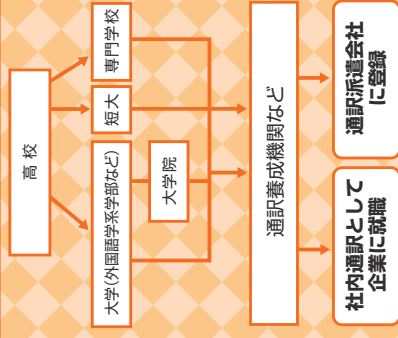 高校
大学(外国語学系学部など)
短大
専門学校
大学院
通訳養成機関など
社内通訳として
企業に就職
通訳派遣会社
に登録